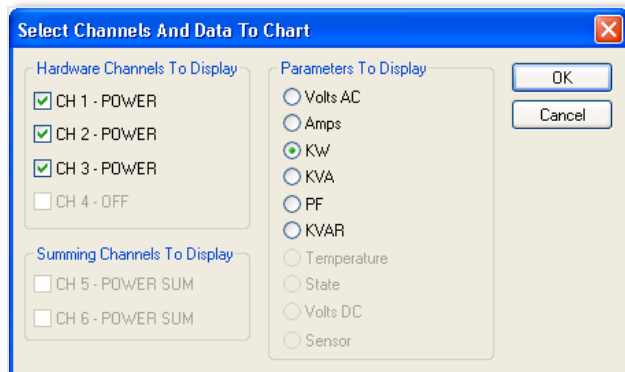 Select Channels And Data To Chart
Hardware Channels To Display
CH 1 - POWER
CH 2 - POWER
CH 3 - POWER
CH 4 - OFF
Summing Channels To Display
CH 5 - POWER SUM
CH 6 - POWER SUM
Parameters To Display
Volts AC
Amps
KW
KVA
PF
KVAR
Temperature
State
Volts DC
Sensor
OK
Cancel